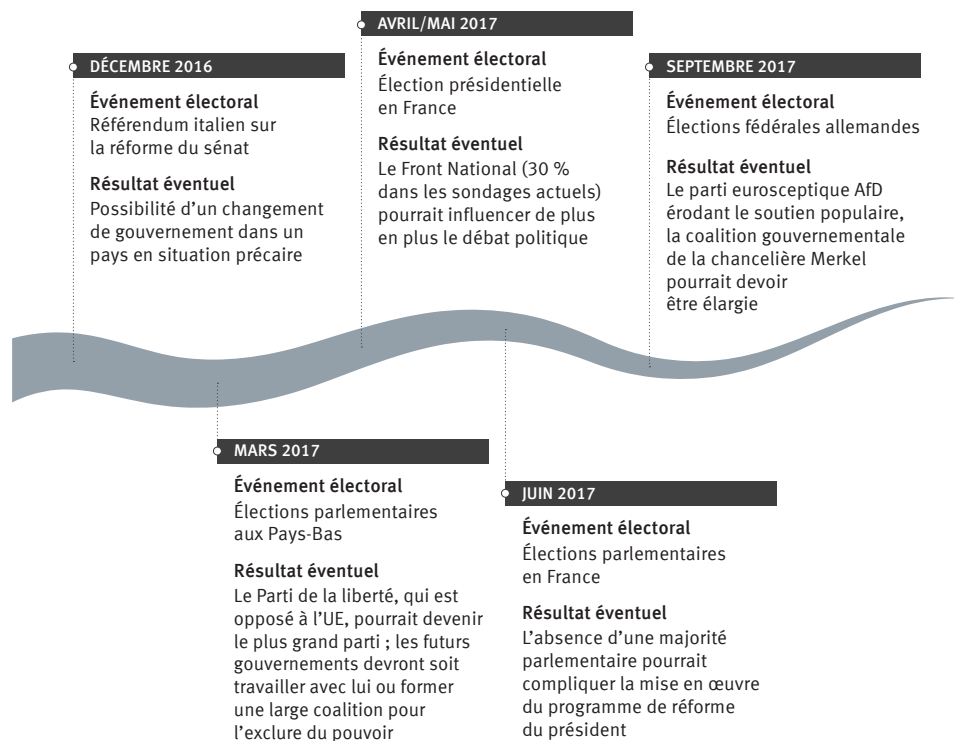 DÉCEMBRE 2016
Événement électoral
Référendum italien sur
la réforme du sénat
Résultat éventuel
Possibilité d'un changement
de gouvernement dans un
pays en situation précaire
MARS 2017
Événement électoral
Élections parlementaires
aux Pays-Bas
Résultat éventuel
Le Parti de la liberté, qui est
opposé à l'UE, pourrait devenir
le plus grand parti ; les futurs
gouvernements devront soit
travailler avec lui ou former
une large coalition pour
l'exclure du pouvoir
AVRIL/MAI 2017
Événement électoral
Élection présidentielle
en France
Résultat éventuel
Le Front National (30 %
dans les sondages actuels)
pourrait influencer de plus
en plus le débat politique
JUIN 2017
Événement électoral
Élections parlementaires
en France
Résultat éventuel
L'absence d'une majorité
parlementaire pourrait
compliquer la mise en œuvre
du programme de réforme
du président
SEPTEMBRE 2017
Événement électoral
Élections fédérales allemandes
Résultat éventuel
Le parti eurosceptique AfD
érodant le soutien populaire,
la coalition gouvernementale
de la chancelière Merkel
pourrait devoir
être élargie